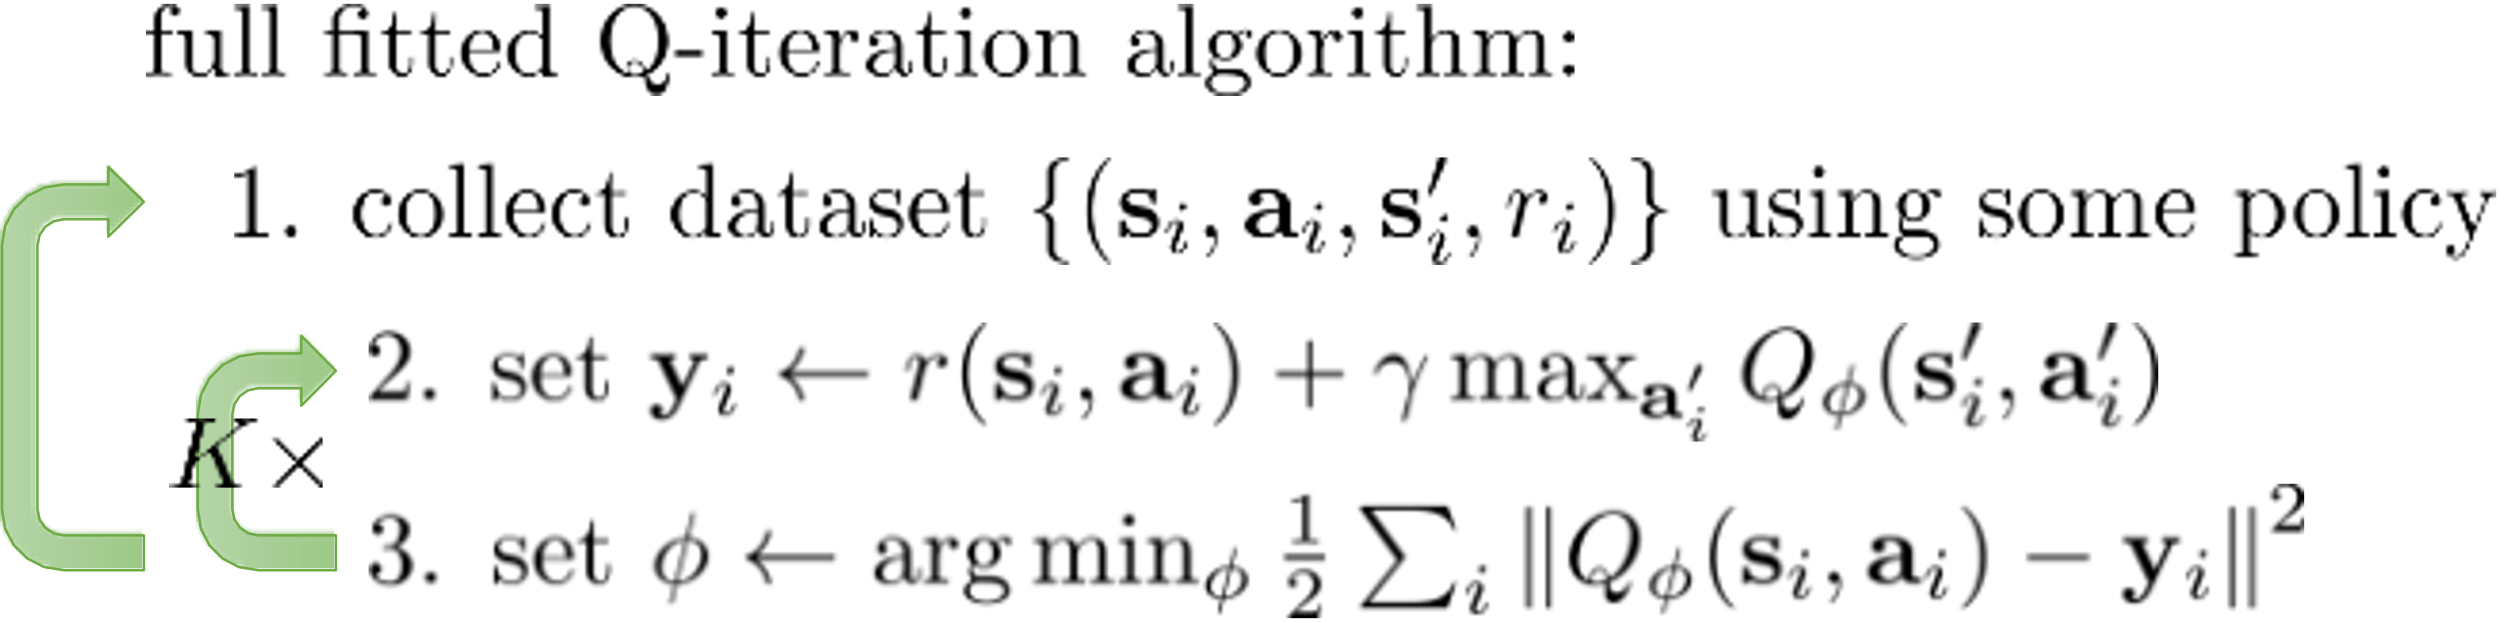 full fitted Q-iteration algorithm:
1. collect dataset {(𝐬ᵢ, 𝐚ᵢ, 𝐬′ᵢ, rᵢ)} using some policy
2. set 𝐲ᵢ ← r(𝐬ᵢ, 𝐚ᵢ) + γ max_{𝐚′ᵢ} Q_ϕ(𝐬′ᵢ, 𝐚′ᵢ)
K×
3. set ϕ ← arg min_ϕ ½ ∑ᵢ ‖Q_ϕ(𝐬ᵢ, 𝐚ᵢ) − 𝐲ᵢ‖²